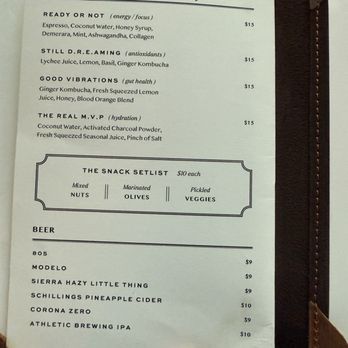 READY OR NOT (energy / focus) $15
Espresso, Coconut Water, Honey Syrup,
Demerara, Mint, Ashwagandha, Collagen
STILL D.R.E.AMING (antioxidants) $15
Lychee Juice, Lemon, Basil, Ginger Kombucha
GOOD VIBRATIONS (gut health) $15
Ginger Kombucha, Fresh Squeezed Lemon
Juice, Honey, Blood Orange Blend
THE REAL M.V.P (hydration) $15
Coconut Water, Activated Charcoal Powder,
Fresh Squeezed Seasonal Juice, Pinch of Salt
THE SNACK SETLIST $10 each
Mixed Marinated Pickled
NUTS OLIVES VEGGIES
BEER
805 $9
MODELO $9
SIERRA HAZY LITTLE THING $9
SCHILLINGS PINEAPPLE CIDER $10
CORONA ZERO $9
ATHLETIC BREWING IPA $10